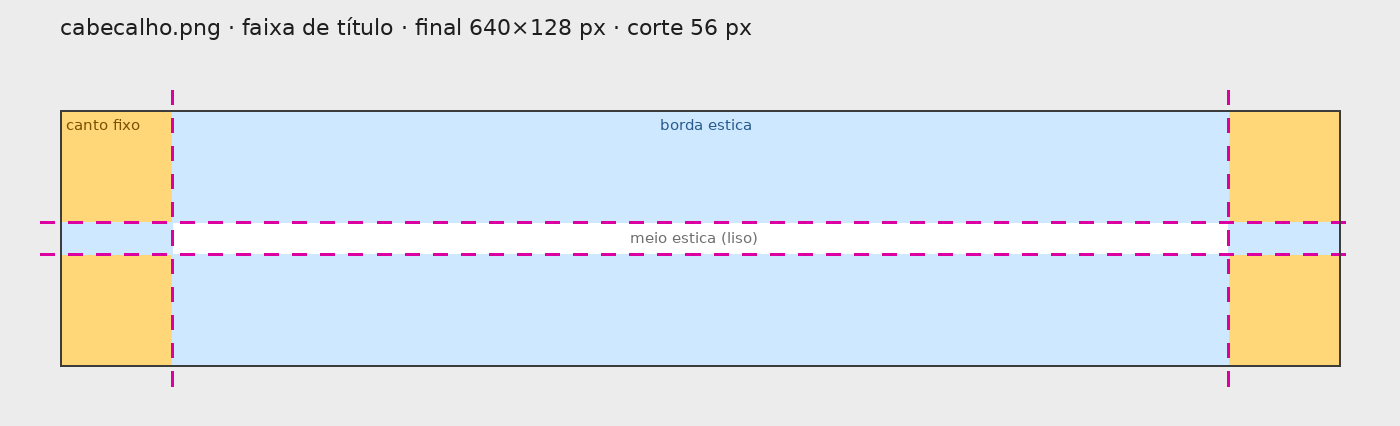 cabecalho.png · faixa de título · final 640×128 px · corte 56 px
canto fixo
borda estica
meio estica (liso)